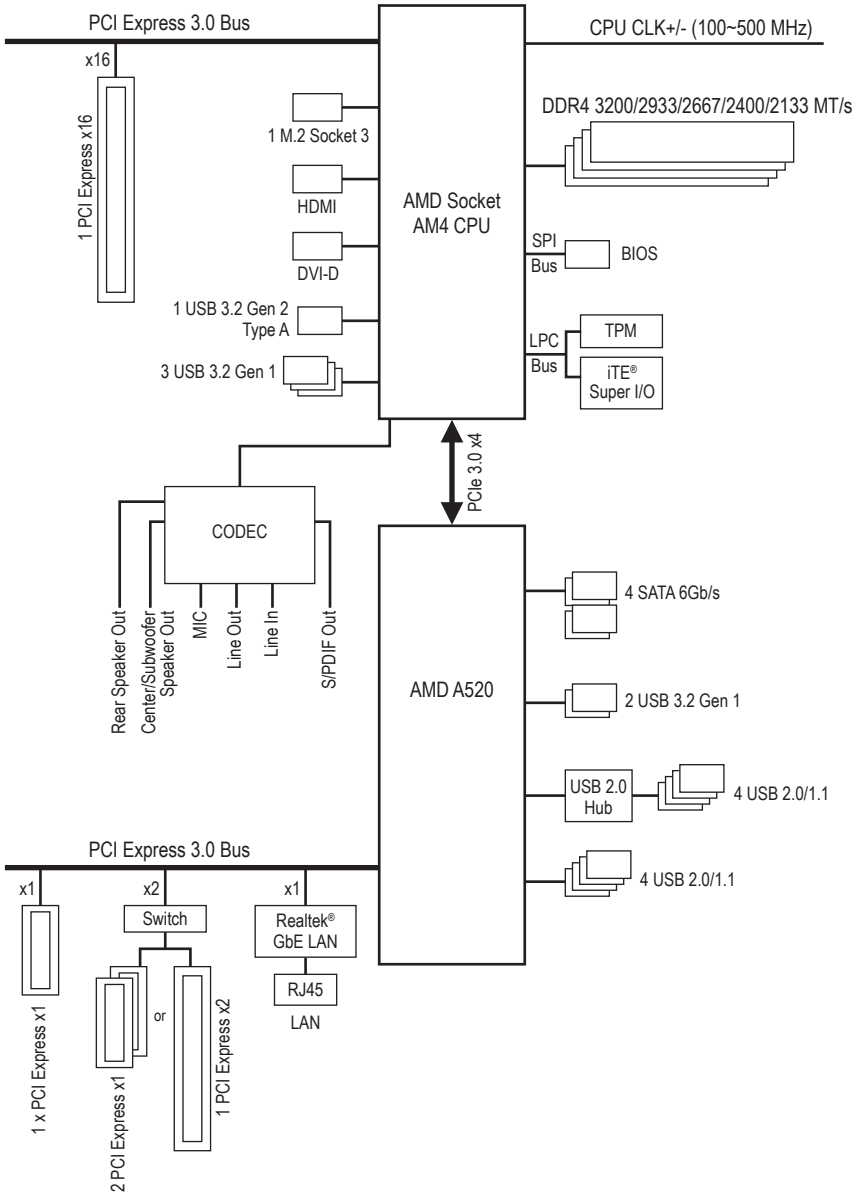 PCI Express 3.0 Bus
CPU CLK+/- (100~500 MHz)
x16
1 PCI Express x16
DDR4 3200/2933/2667/2400/2133 MT/s
1 M.2 Socket 3
HDMI
DVI-D
1 USB 3.2 Gen 2
Type A
3 USB 3.2 Gen 1
AMD Socket
AM4 CPU
SPI
Bus
BIOS
LPC
Bus
TPM
iTE®
Super I/O
PCIe 3.0 x4
CODEC
Rear Speaker Out
Center/Subwoofer
Speaker Out
MIC
Line Out
Line In
S/PDIF Out
AMD A520
4 SATA 6Gb/s
2 USB 3.2 Gen 1
USB 2.0
Hub
4 USB 2.0/1.1
4 USB 2.0/1.1
PCI Express 3.0 Bus
x1
x2
x1
Switch
Realtek®
GbE LAN
RJ45
LAN
or
1 x PCI Express x1
2 PCI Express x1
1 PCI Express x2